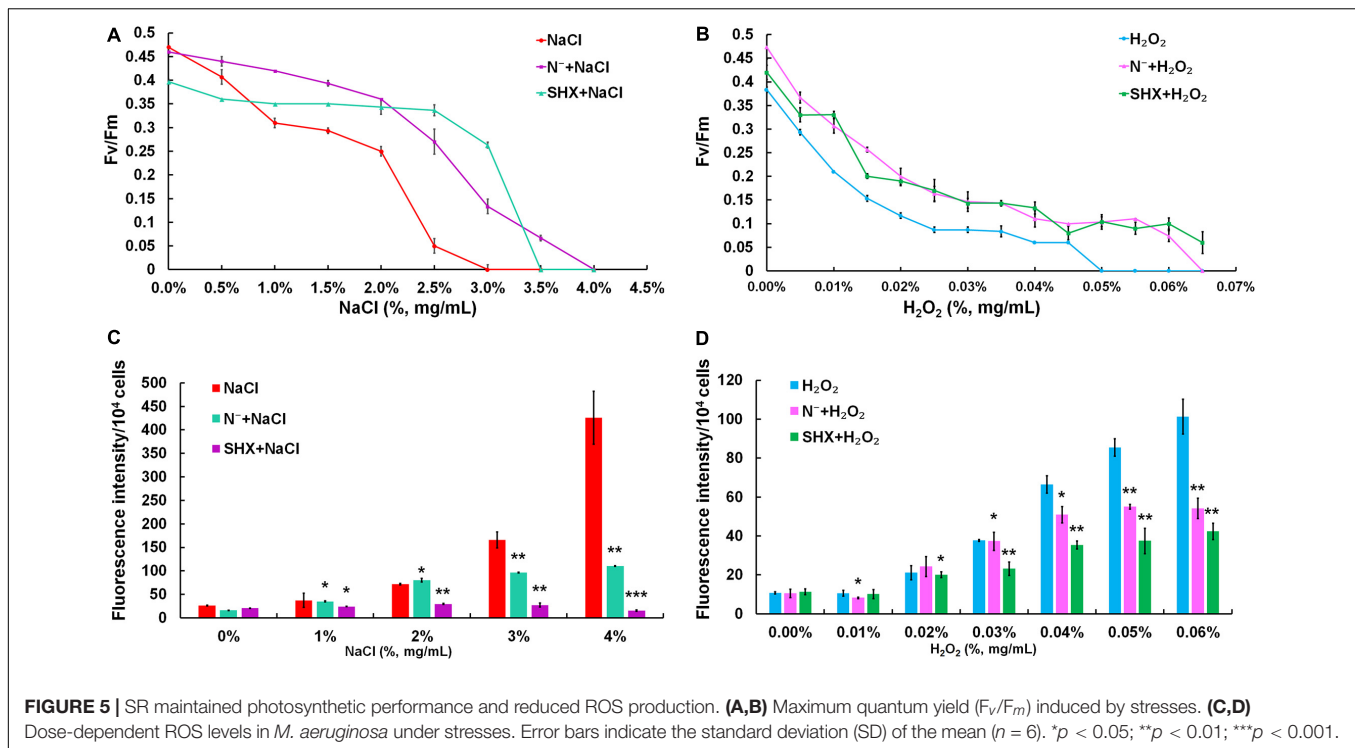 A
0.5
0.45
0.4
0.35
0.3
0.25
0.2
0.15
0.1
0.05
0
Fv/Fm
NaCl
N⁻+NaCl
SHX+NaCl
0.0% 0.5% 1.0% 1.5% 2.0% 2.5% 3.0% 3.5% 4.0% 4.5%
NaCl (%, mg/mL)
B
0.5
0.45
0.4
0.35
0.3
0.25
0.2
0.15
0.1
0.05
0
Fv/Fm
H₂O₂
N⁻+H₂O₂
SHX+H₂O₂
0.00% 0.01% 0.02% 0.03% 0.04% 0.05% 0.06% 0.07%
H₂O₂ (%, mg/mL)
C
500
450
400
350
300
250
200
150
100
50
0
Fluorescence intensity/10⁴ cells
NaCl
N⁻+NaCl
SHX+NaCl
* * * ** ** ** ** ***
0% 1% 2% 3% 4%
NaCl (%, mg/mL)
D
120
100
80
60
40
20
0
Fluorescence intensity/10⁴ cells
H₂O₂
N⁻+H₂O₂
SHX+H₂O₂
* * * ** * ** ** ** ** **
0.00% 0.01% 0.02% 0.03% 0.04% 0.05% 0.06%
H₂O₂ (%, mg/mL)
FIGURE 5 | SR maintained photosynthetic performance and reduced ROS production. (A,B) Maximum quantum yield (Fv/Fm) induced by stresses. (C,D)
Dose-dependent ROS levels in M. aeruginosa under stresses. Error bars indicate the standard deviation (SD) of the mean (n = 6). *p < 0.05; **p < 0.01; ***p < 0.001.